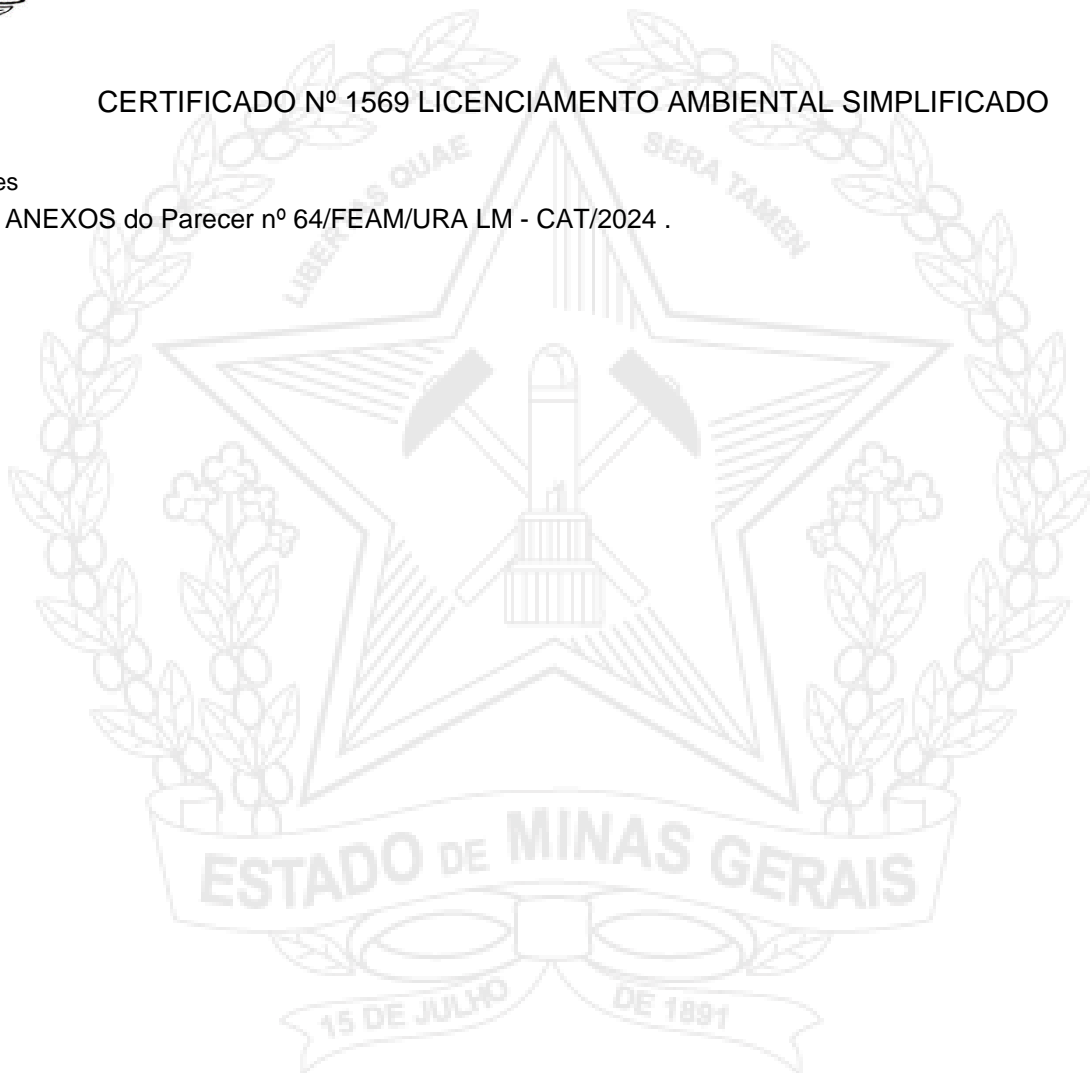 CERTIFICADO Nº 1569 LICENCIAMENTO AMBIENTAL SIMPLIFICADO
LIBERTAS QUAE SERA TAMEN
es
ANEXOS do Parecer nº 64/FEAM/URA LM - CAT/2024 .
ESTADO DE MINAS GERAIS
15 DE JULHO DE 1891